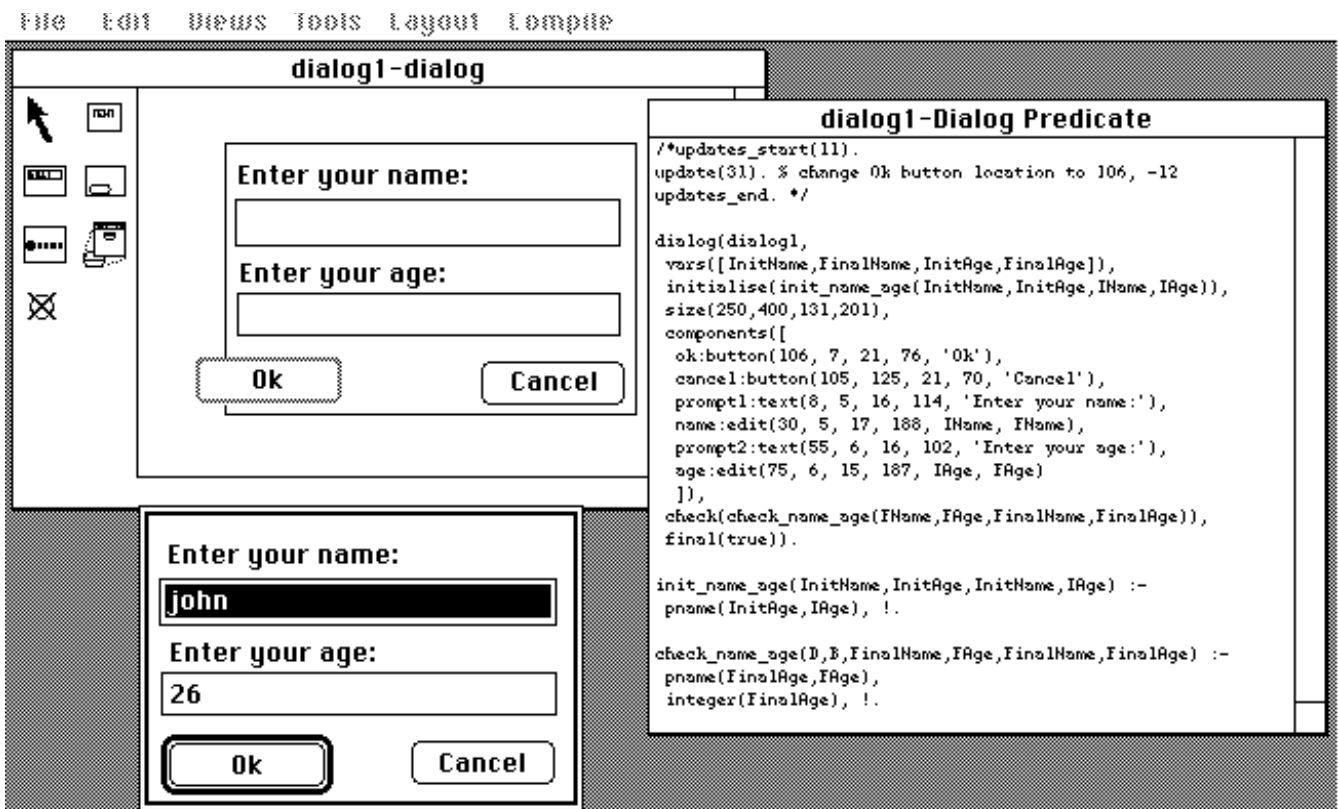 File Edit Views Tools Layout Compile
dialog1-dialog
Enter your name:
Enter your age:
Ok
Cancel
dialog1-Dialog Predicate
/*updates_start(11).
update(31). % change Ok button location to 106, -12
updates_end. */
dialog(dialog1,
vars([InitName,FinalName,InitAge,FinalAge]),
initialise(init_name_age(InitName,InitAge,IName,IAge)),
size(250,400,131,201),
components([
ok:button(106, 7, 21, 76, 'Ok'),
cancel:button(105, 125, 21, 70, 'Cancel'),
prompt1:text(8, 5, 16, 114, 'Enter your name:'),
name:edit(30, 5, 17, 188, IName, FName),
prompt2:text(55, 6, 16, 102, 'Enter your age:'),
age:edit(75, 6, 15, 187, IAge, FAge)
]),
check(check_name_age(FName,FAge,FinalName,FinalAge)),
final(true)).
init_name_age(InitName,InitAge,InitName,IAge) :-
pname(InitAge,IAge), !.
check_name_age(D,B,FinalName,FAge,FinalName,FinalAge) :-
pname(FinalAge,FAge),
integer(FinalAge), !.
Enter your name:
john
Enter your age:
26
Ok
Cancel